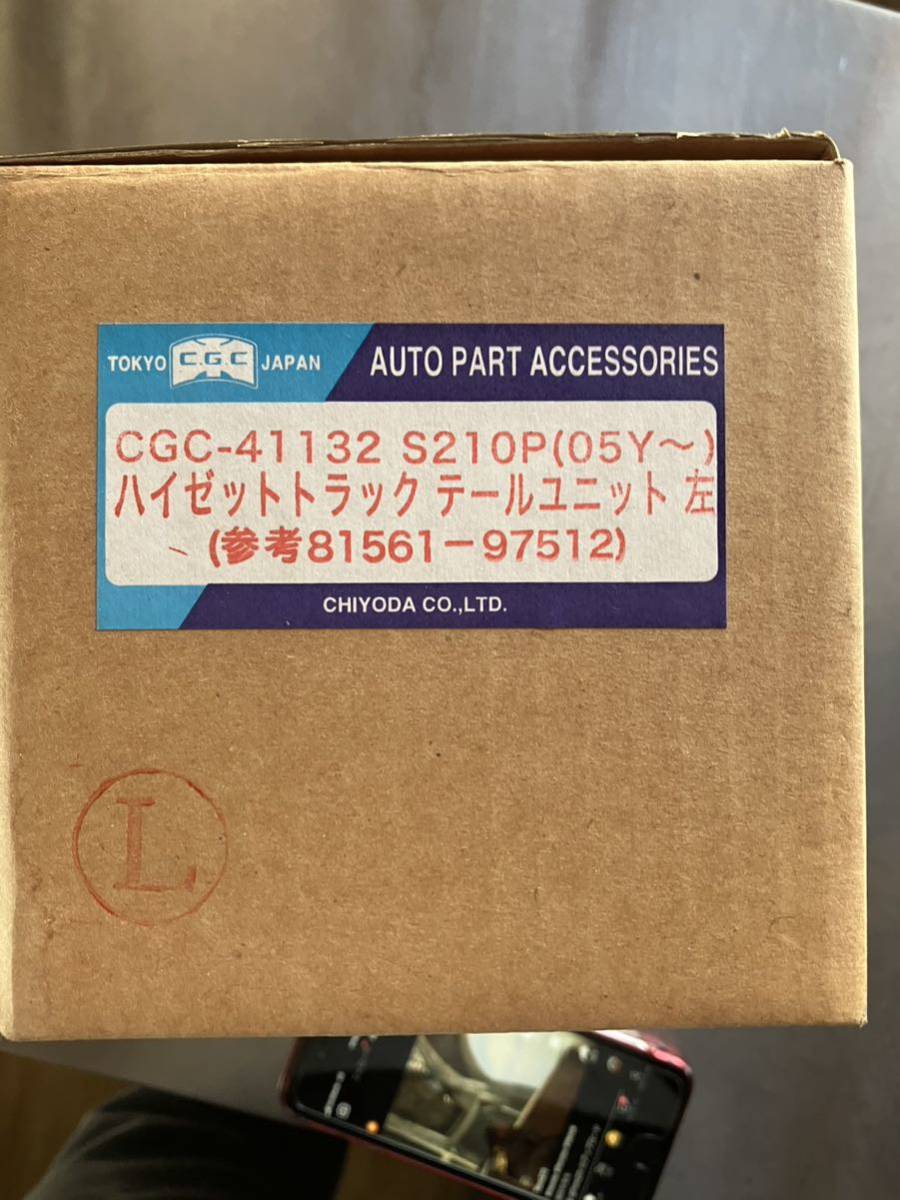 TOKYO C.G.C JAPAN AUTO PART ACCESSORIES
CGC-41132 S210P(05Y～)
ハイゼットトラック テールユニット 左
(参考81561-97512)
CHIYODA CO.,LTD.
L